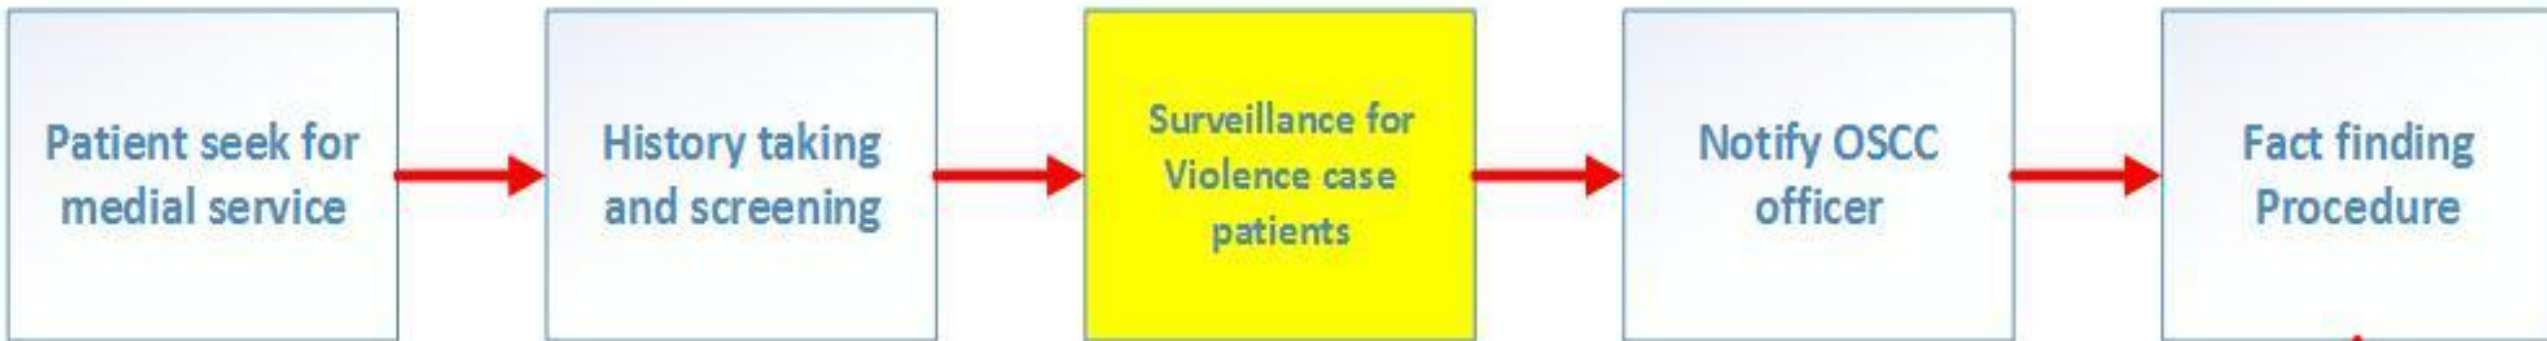 Patient seek for
medial service
History taking
and screening
Surveillance for
Violence case
patients
Notify OSCC
officer
Fact finding
Procedure